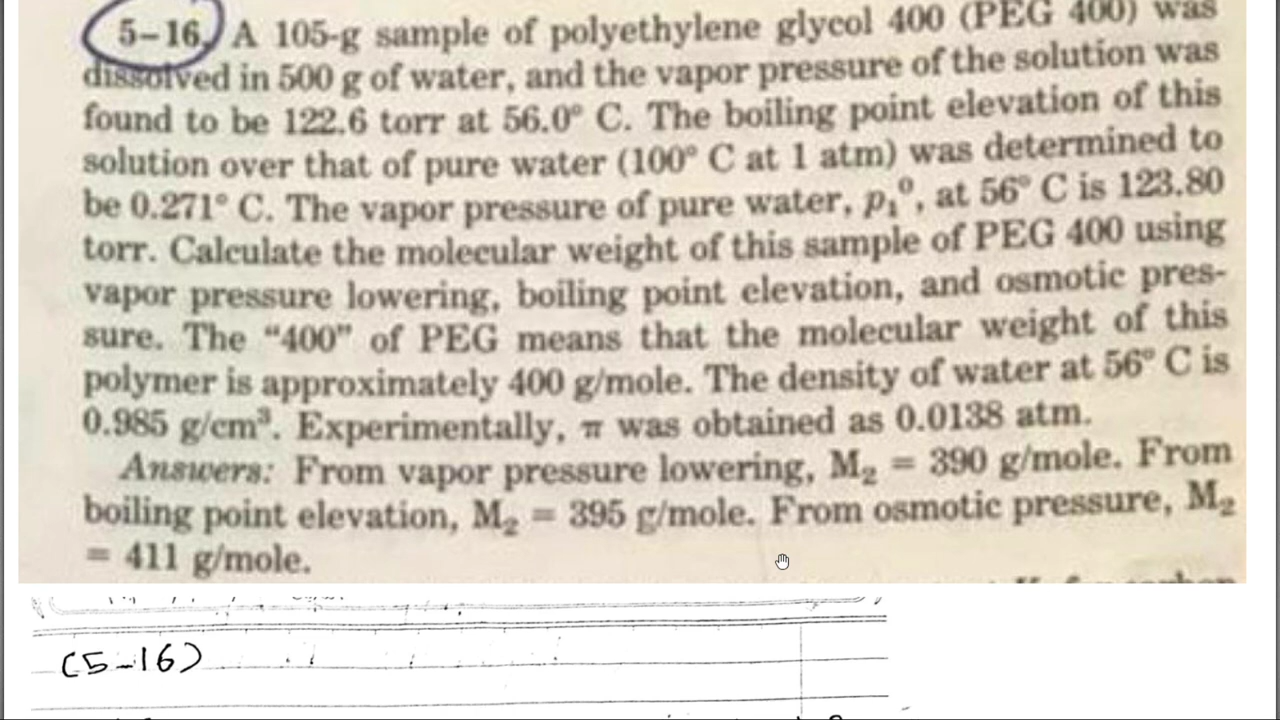 5–16. A 105-g sample of polyethylene glycol 400 (PEG 400) was
dissolved in 500 g of water, and the vapor pressure of the solution was
found to be 122.6 torr at 56.0° C. The boiling point elevation of this
solution over that of pure water (100° C at 1 atm) was determined to
be 0.271° C. The vapor pressure of pure water, p₁°, at 56° C is 123.80
torr. Calculate the molecular weight of this sample of PEG 400 using
vapor pressure lowering, boiling point elevation, and osmotic pres-
sure. The “400” of PEG means that the molecular weight of this
polymer is approximately 400 g/mole. The density of water at 56° C is
0.985 g/cm³. Experimentally, π was obtained as 0.0138 atm.
Answers: From vapor pressure lowering, M₂ = 390 g/mole. From
boiling point elevation, M₂ = 395 g/mole. From osmotic pressure, M₂
= 411 g/mole.
(5-16)